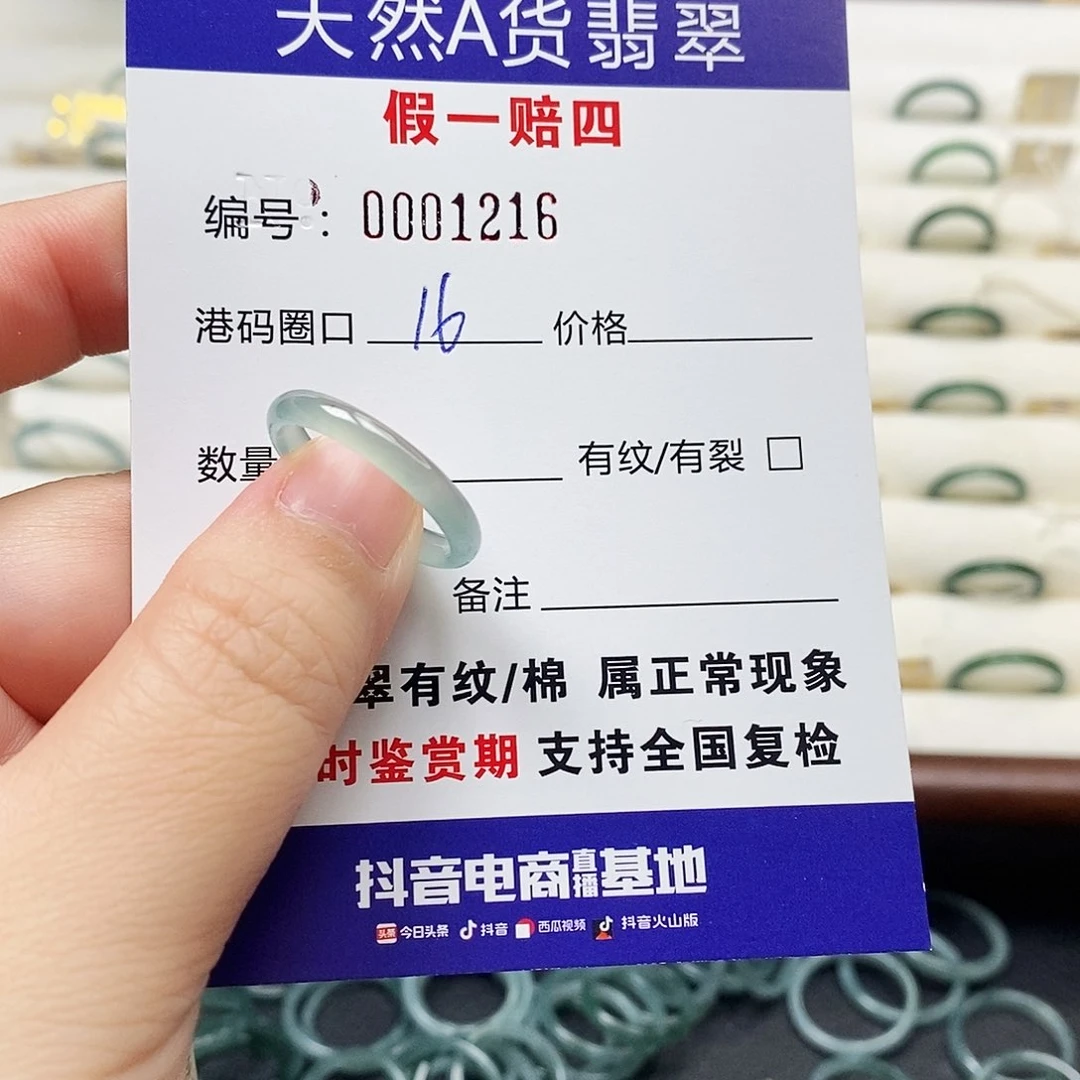 天然A货翡翠
假一赔四
编号：0001216
港码圈口 16 价格
数量 有纹/有裂 □
备注
翠有纹/棉 属正常现象
时鉴赏期 支持全国复检
抖音电商直播基地
头条 今日头条 抖音 西瓜视频 抖音火山版